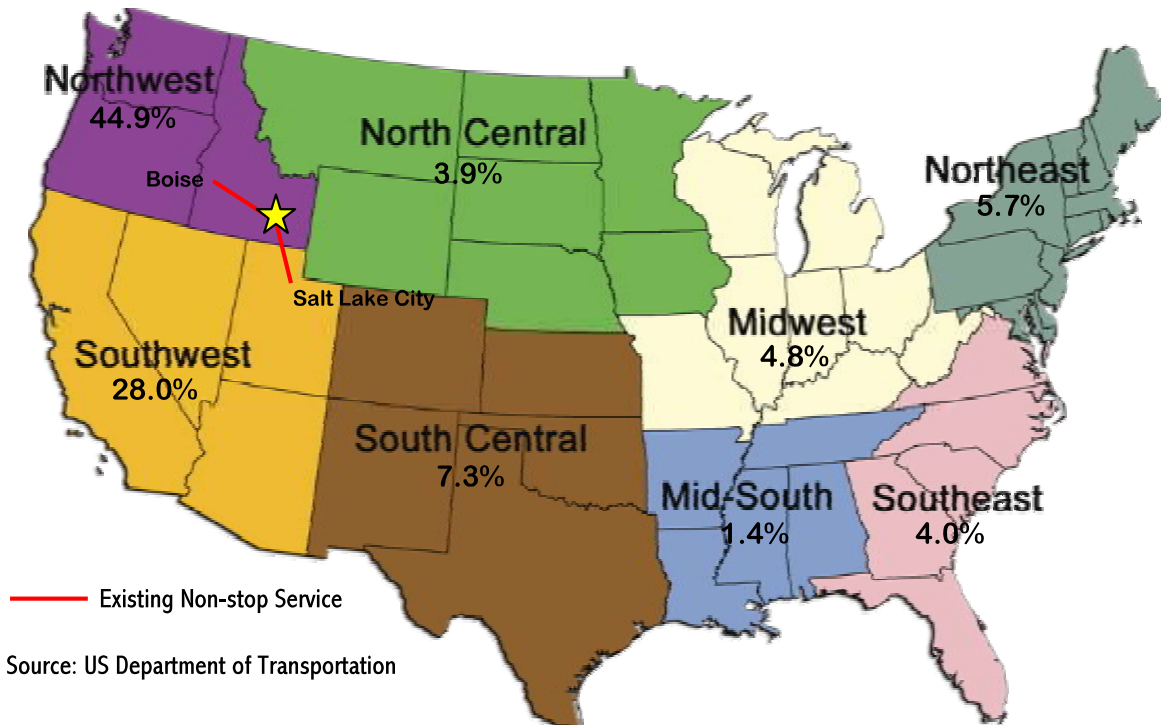 Northwest
44.9%
North Central
3.9%
Northeast
5.7%
Boise
Salt Lake City
Midwest
4.8%
Southwest
28.0%
South Central
7.3%
Mid-South
1.4%
Southeast
4.0%
Existing Non-stop Service
Source: US Department of Transportation